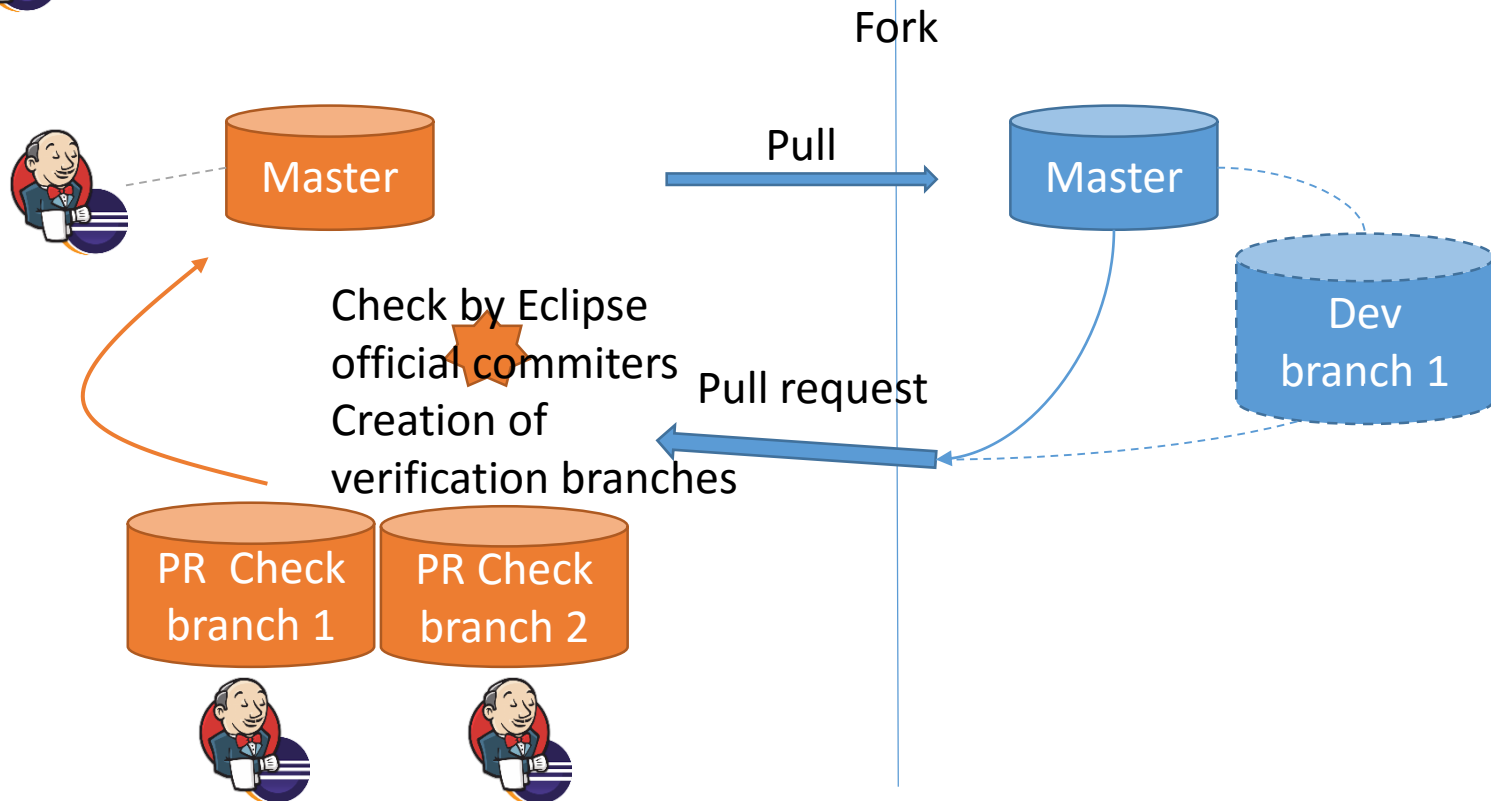 Fork
Pull
Master
Master
Check by Eclipse
official commiters
Creation of
verification branches
Pull request
Dev
branch 1
PR  Check
branch 1
PR Check
branch 2